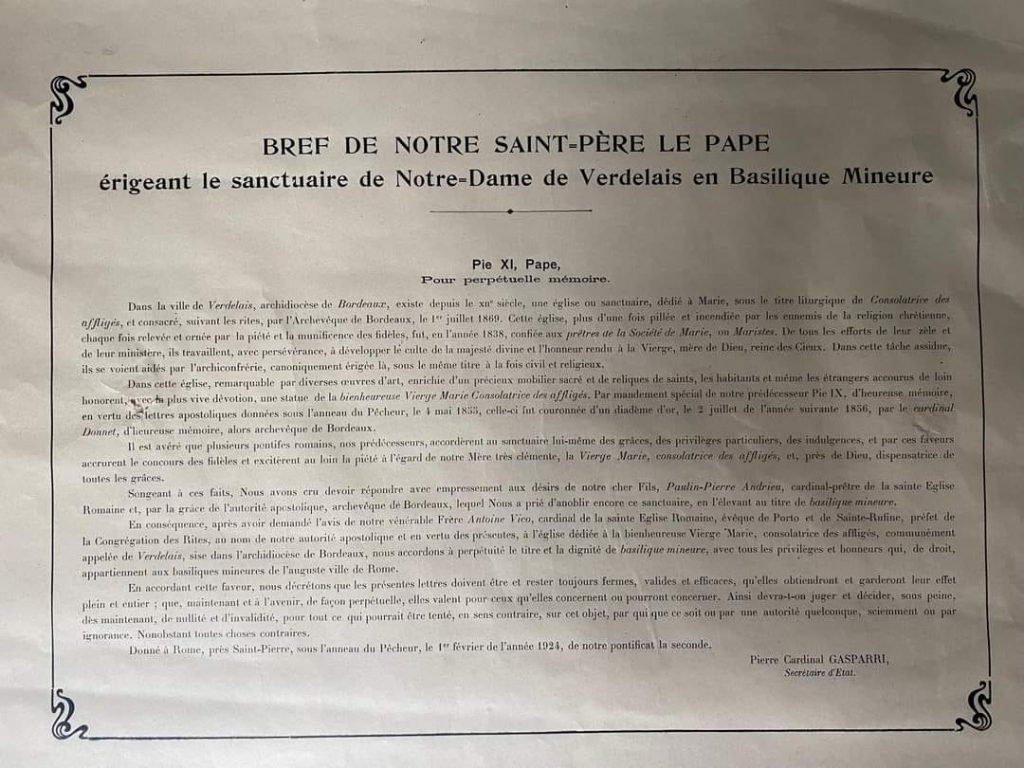 BREF DE NOTRE SAINT-PÈRE LE PAPE
érigeant le sanctuaire de Notre-Dame de Verdelais en Basilique Mineure
Pie XI, Pape,
Pour perpétuelle mémoire.
Dans la ville de Verdelais, archidiocèse de Bordeaux, existe depuis le XIIe siècle, une église ou sanctuaire, dédié à Marie, sous le titre liturgique de Consolatrice des
affligés, et consacré, suivant les rites, par l'Archevêque de Bordeaux, le 1er juillet 1869. Cette église, plus d'une fois pillée et incendiée par les ennemis de la religion chrétienne,
chaque fois relevée et ornée par la piété et la munificence des fidèles, fut, en l'année 1838, confiée aux prêtres de la Société de Marie, ou Maristes. De tous les efforts de leur zèle et
de leur ministère, ils travaillent, avec persévérance, à développer le culte de la majesté divine et l'honneur rendu à la Vierge, mère de Dieu, reine des Cieux. Dans cette tâche assidue,
ils se voient aidés par l'archiconfrérie, canoniquement érigée là, sous le même titre à la fois civil et religieux.
Dans cette église, remarquable par diverses œuvres d'art, enrichie d'un précieux mobilier sacré et de reliques de saints, les habitants et même les étrangers accourus de loin
honorent, avec la plus vive dévotion, une statue de la bienheureuse Vierge Marie Consolatrice des affligés. Par mandement spécial de notre prédécesseur Pie IX, d'heureuse mémoire,
en vertu des lettres apostoliques données sous l'anneau du Pêcheur, le 4 mai 1855, celle-ci fut couronnée d'un diadème d'or, le 2 juillet de l'année suivante 1856, par le cardinal
Donnet, d'heureuse mémoire, alors archevêque de Bordeaux.
Il est avéré que plusieurs pontifes romains, nos prédécesseurs, accordèrent au sanctuaire lui-même des grâces, des privilèges particuliers, des indulgences, et par ces faveurs
accrurent le concours des fidèles et excitèrent au loin la piété à l'égard de notre Mère très clémente, la Vierge Marie, consolatrice des affligés et, près de Dieu, dispensatrice de
toutes les grâces.
Songeant à ces faits, Nous avons cru devoir répondre avec empressement aux désirs de notre cher Fils, Paulin-Pierre Andrieu, cardinal-prêtre de la sainte Eglise
Romaine et, par la grâce de l'autorité apostolique, archevêque de Bordeaux, lequel Nous a prié d'anoblir encore ce sanctuaire, en l'élevant au titre de basilique mineure.
En conséquence, après avoir demandé l'avis de notre vénérable Frère Antoine Vico, cardinal de la sainte Eglise Romaine, évêque de Porto et de Sainte-Rufine, préfet de
la Congrégation des Rites, au nom de notre autorité apostolique et en vertu des présentes, à l'église dédiée à la bienheureuse Vierge Marie, consolatrice des affligés, communément
appelée de Verdelais, sise dans l'archidiocèse de Bordeaux, nous accordons à perpétuité le titre et la dignité de basilique mineure, avec tous les privilèges et honneurs qui, de droit,
appartiennent aux basiliques mineures de l'auguste ville de Rome.
En accordant cette faveur, nous décrétons que les présentes lettres doivent être et rester toujours fermes, valides et efficaces, qu'elles obtiendront et garderont leur effet
plein et entier ; que, maintenant et à l'avenir, de façon perpétuelle, elles valent pour ceux qu'elles concernent ou pourront concerner. Ainsi devra-t-on juger et décider, sous peine,
dès maintenant, de nullité et d'invalidité, pour tout ce qui pourrait être tenté, en sens contraire, sur cet objet, par qui que ce soit ou par une autorité quelconque, sciemment ou par
ignorance. Nonobstant toutes choses contraires.
Donné à Rome, près Saint-Pierre, sous l'anneau du Pêcheur, le 1er février de l'année 1924, de notre pontificat la seconde.
Pierre Cardinal GASPARRI,
Secrétaire d'Etat.